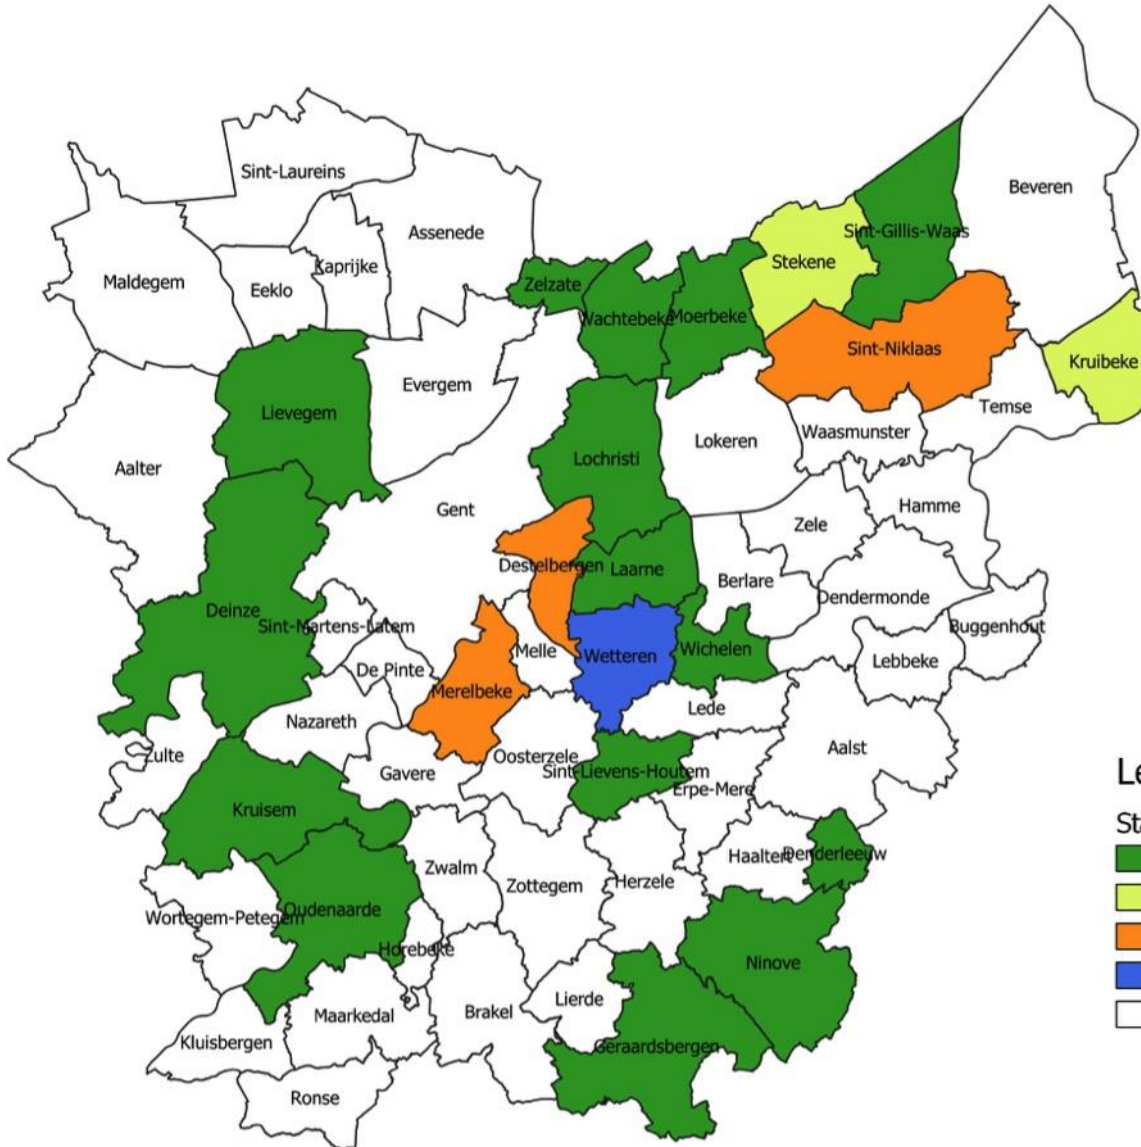 Sint-Laureins
Beveren
Assenede
Sint-Gillis-Waas
Stekene
Kaprijke
Maldegem
Eeklo
Zelzate
Wachtebeke
Moerbeke
Sint-Niklaas
Kruibeke
Evergem
Lievegem
Temse
Waasmunster
Lokeren
Aalter
Lochristi
Gent
Hamme
Zele
Destelbergen
Laarne
Berlare
Dendermonde
Deinze
Sint-Martens-Latem
Buggenhout
Melle
Wetteren
Wichelen
Lebbeke
De Pinte
Merelbeke
Lede
Nazareth
Aalst
Zulte
Oosterzele
Gavere
Sint-Lievens-Houtem
Erpe-Mere
Le
Kruisem
Sta
Haaltert
Denderleeuw
Zwalm
Zottegem
Herzele
Wortegem-Petegem
Oudenaarde
Horebeke
Ninove
Lierde
Brakel
Maarkedal
Kluisbergen
Geraardsbergen
Ronse